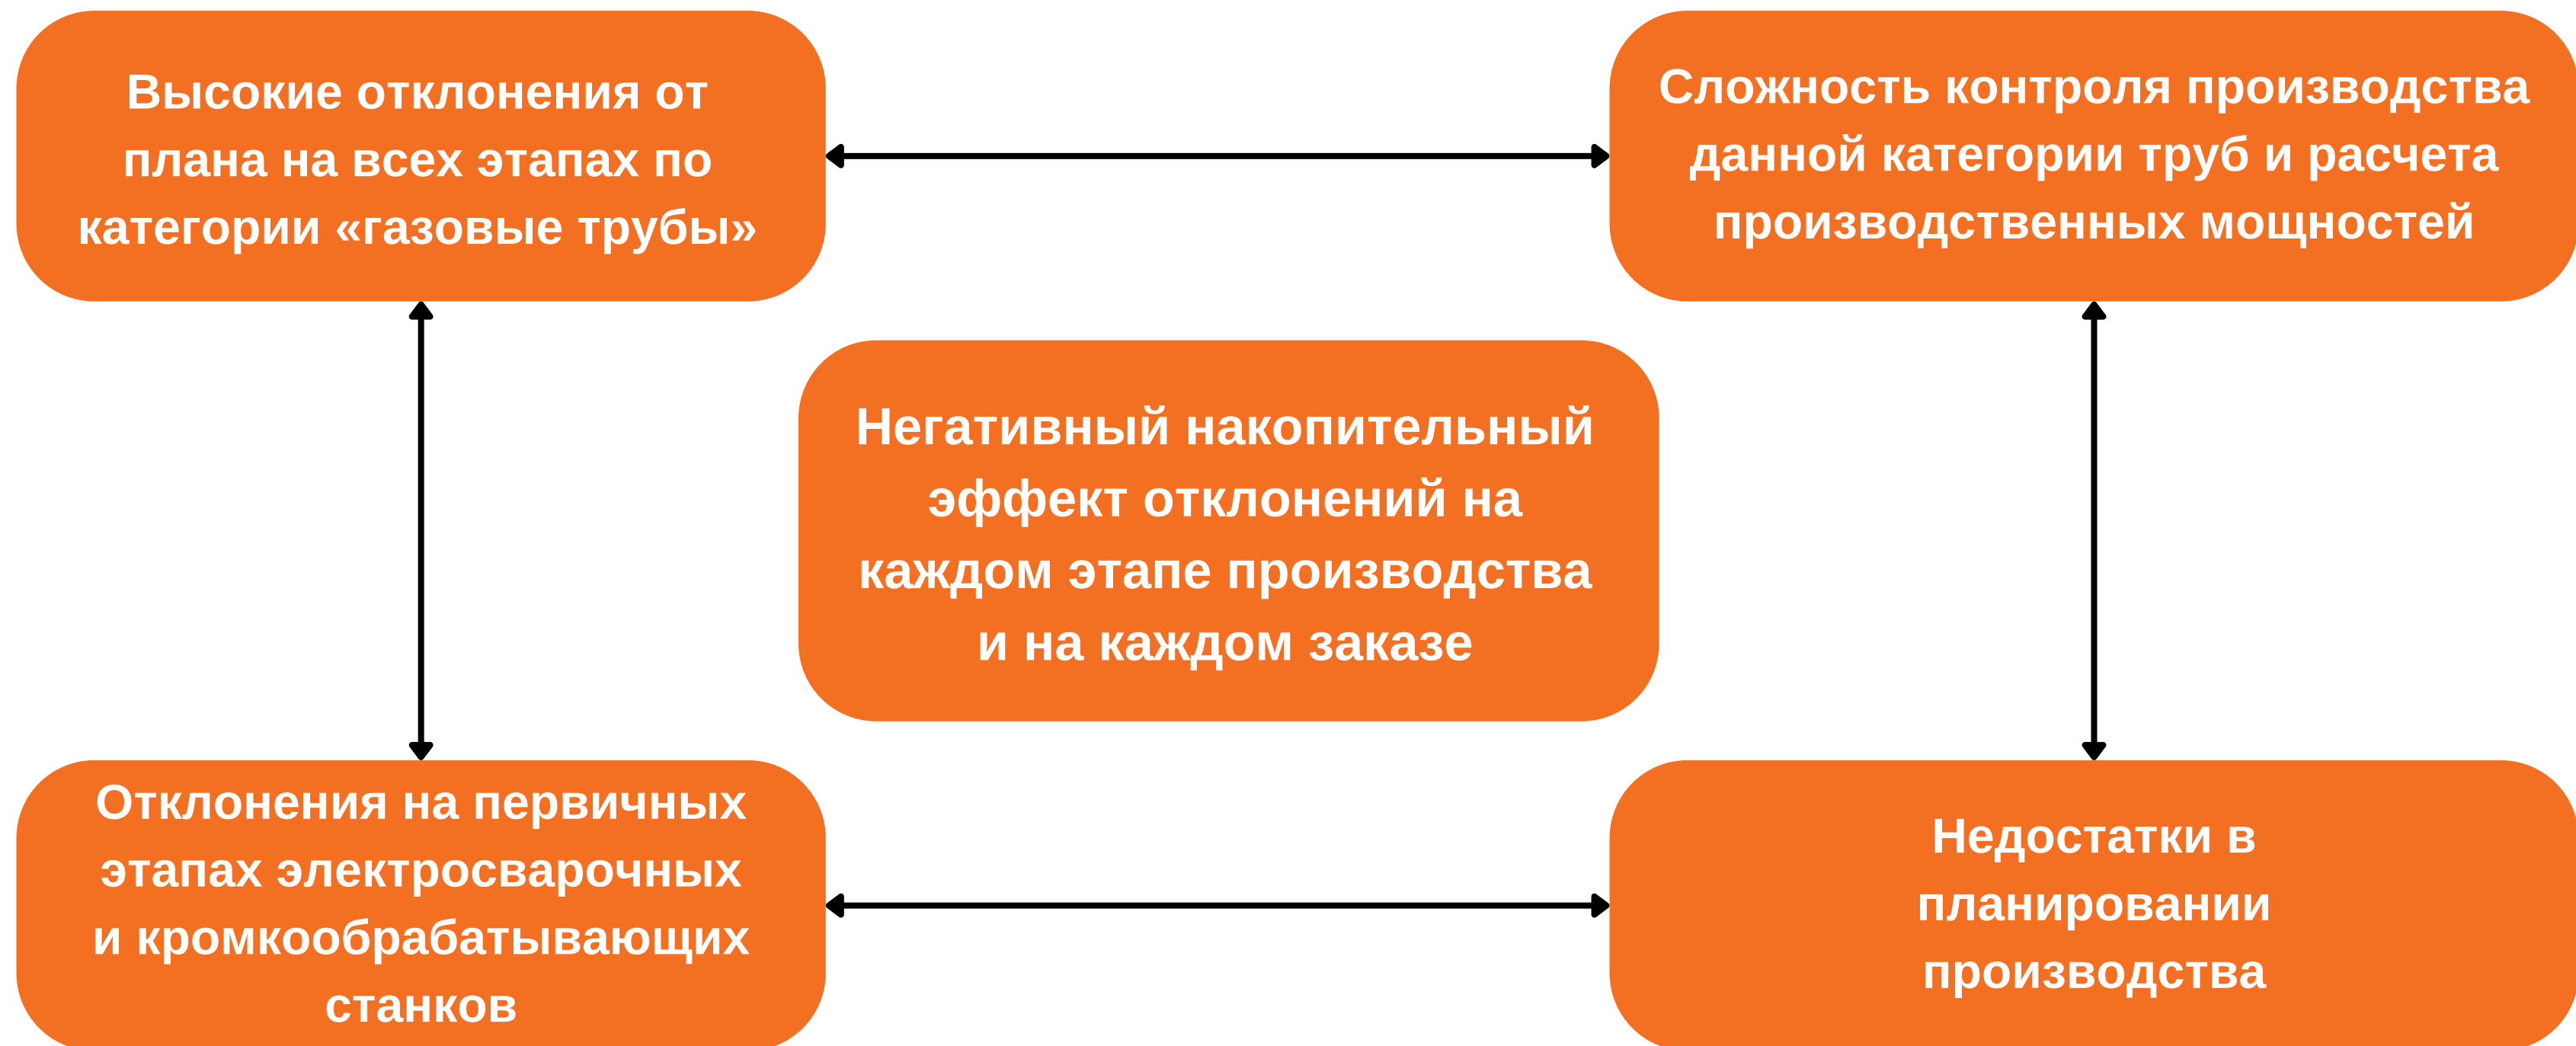 Высокие отклонения от
плана на всех этапах по
категории «газовые трубы»
Сложность контроля производства
данной категории труб и расчета
производственных мощностей
Негативный накопительный
эффект отклонений на
каждом этапе производства
и на каждом заказе
Отклонения на первичных
этапах электросварочных
и кромкообрабатывающих
станков
Недостатки в
планировании
производства